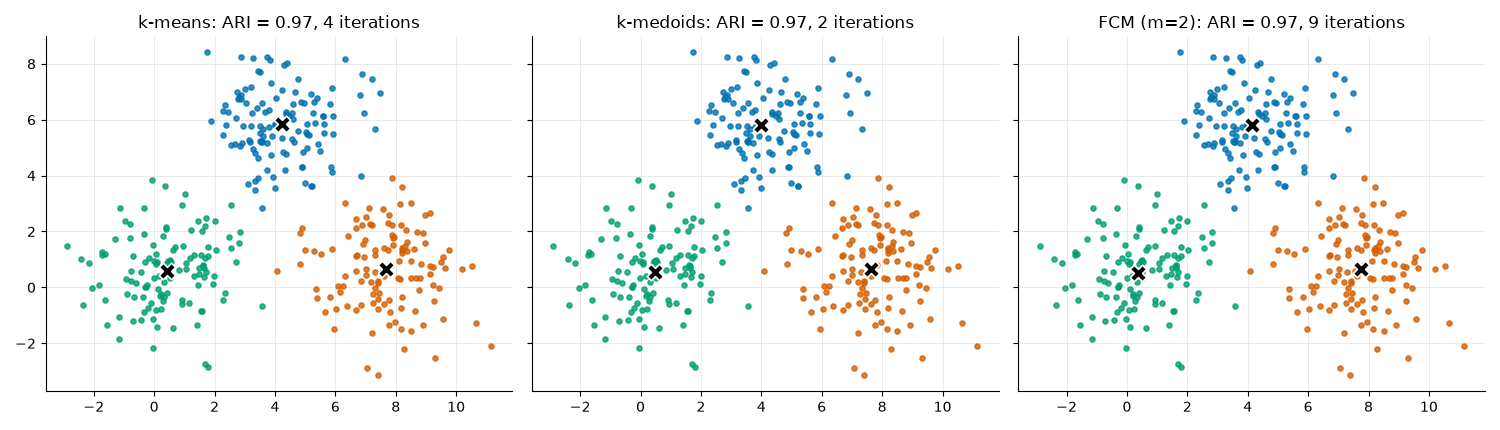 k-means: ARI = 0.97, 4 iterations
k-medoids: ARI = 0.97, 2 iterations
FCM (m=2): ARI = 0.97, 9 iterations
8
6
4
2
0
−2
−2 0 2 4 6 8 10
−2 0 2 4 6 8 10
−2 0 2 4 6 8 10